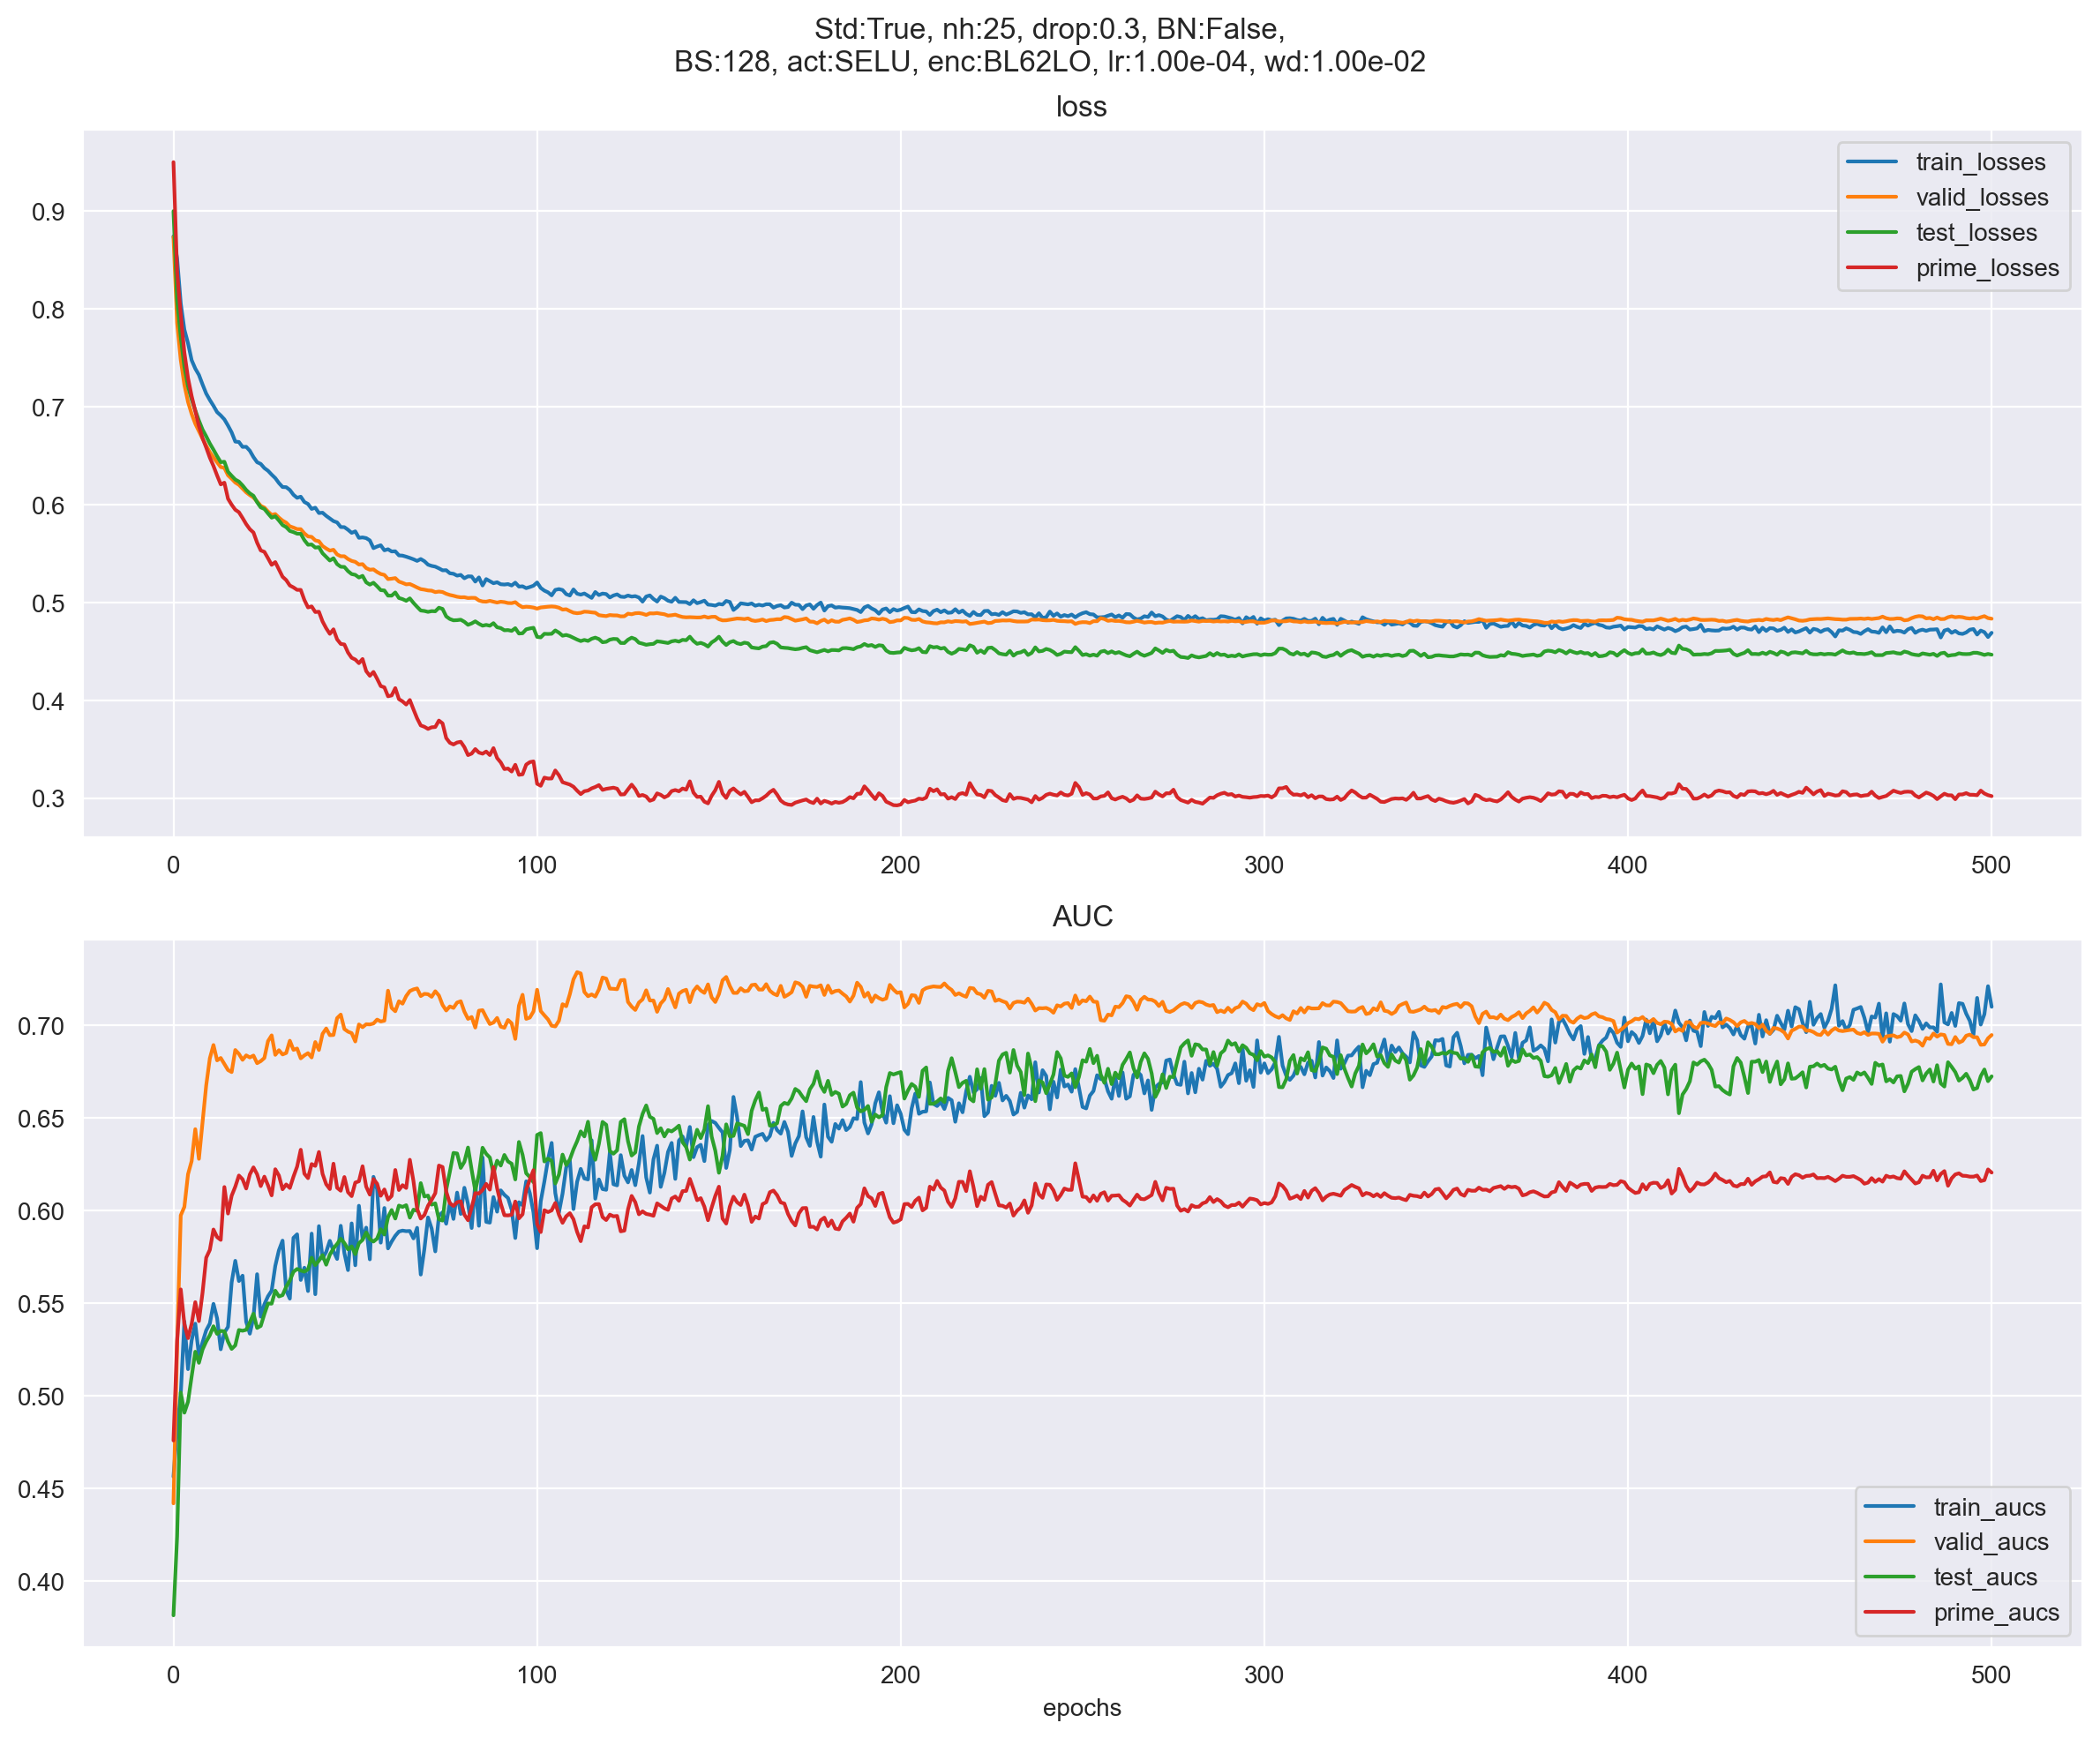 Std:True, nh:25, drop:0.3, BN:False,
BS:128, act:SELU, enc:BL62LO, lr:1.00e-04, wd:1.00e-02
loss
train_losses
valid_losses
test_losses
prime_losses
0.9
0.8
0.7
0.6
0.5
0.4
0.3
0 100 200 300 400 500
AUC
0.70
0.65
0.60
0.55
0.50
0.45
0.40
train_aucs
valid_aucs
test_aucs
prime_aucs
0 100 200 300 400 500
epochs